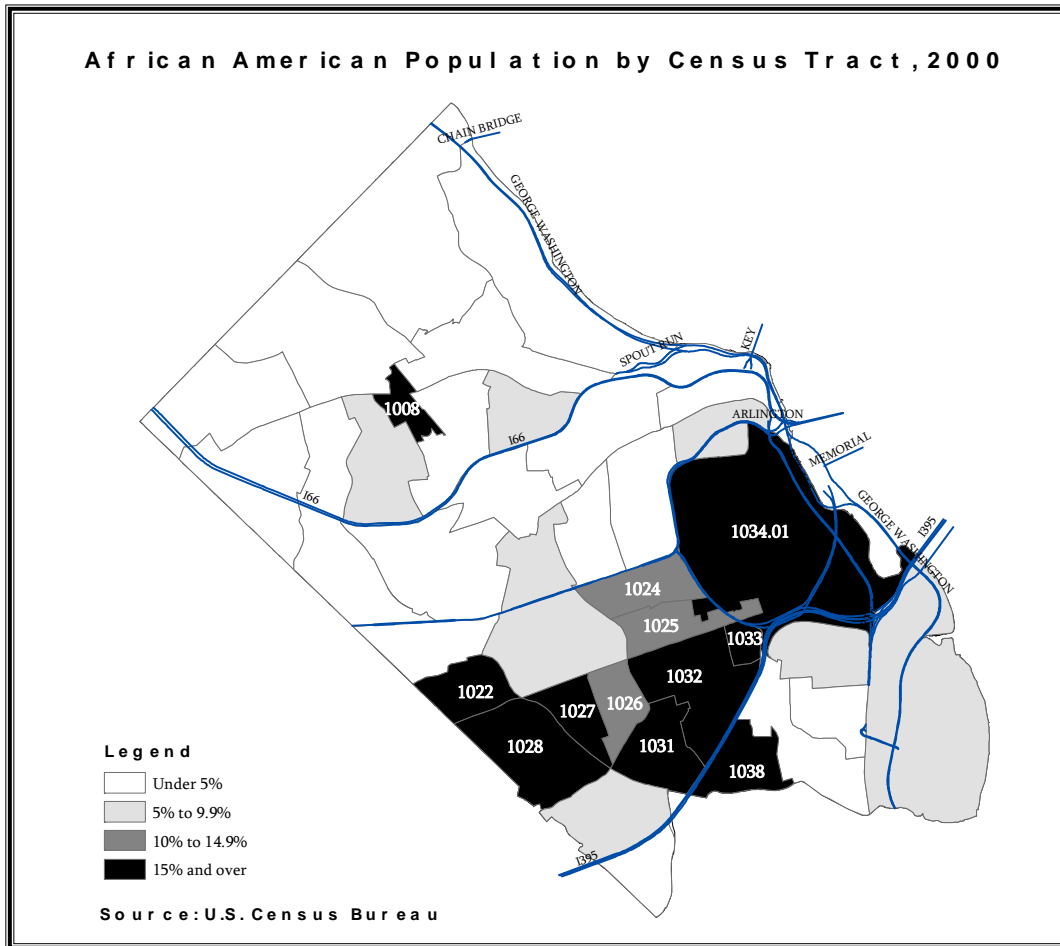 African American Population by Census Tract, 2000
CHAIN BRIDGE
GEORGE WASHINGTON
SPOUT RUN
KEY
1008
ARLINGTON
I66
MEMORIAL
I66
GEORGE WASHINGTON
I395
1034.01
1024
1025
1033
1032
1022
1026
1027
1028
1031
1038
Legend
Under 5%
5% to 9.9%
10% to 14.9%
15% and over
I395
Source: U.S. Census Bureau